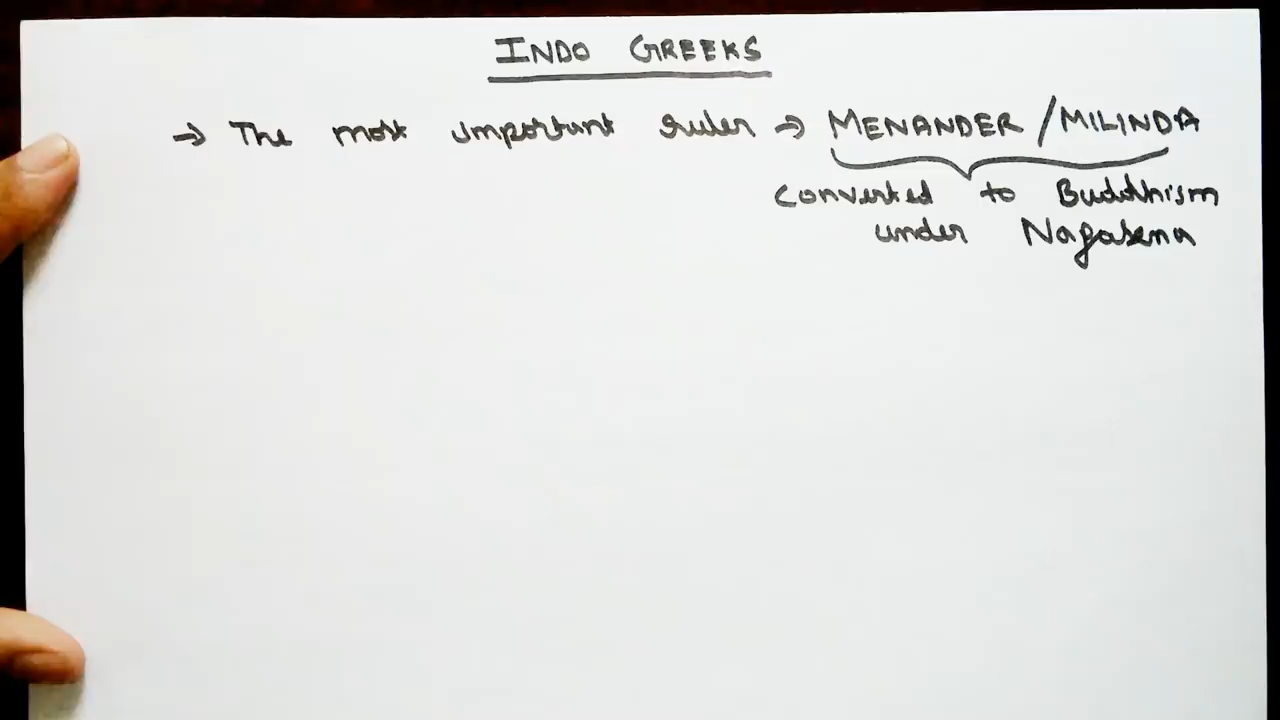 INDO GREEKS
→ The most important ruler → MENANDER / MILINDA
Converted to Buddhism
under Nagasena